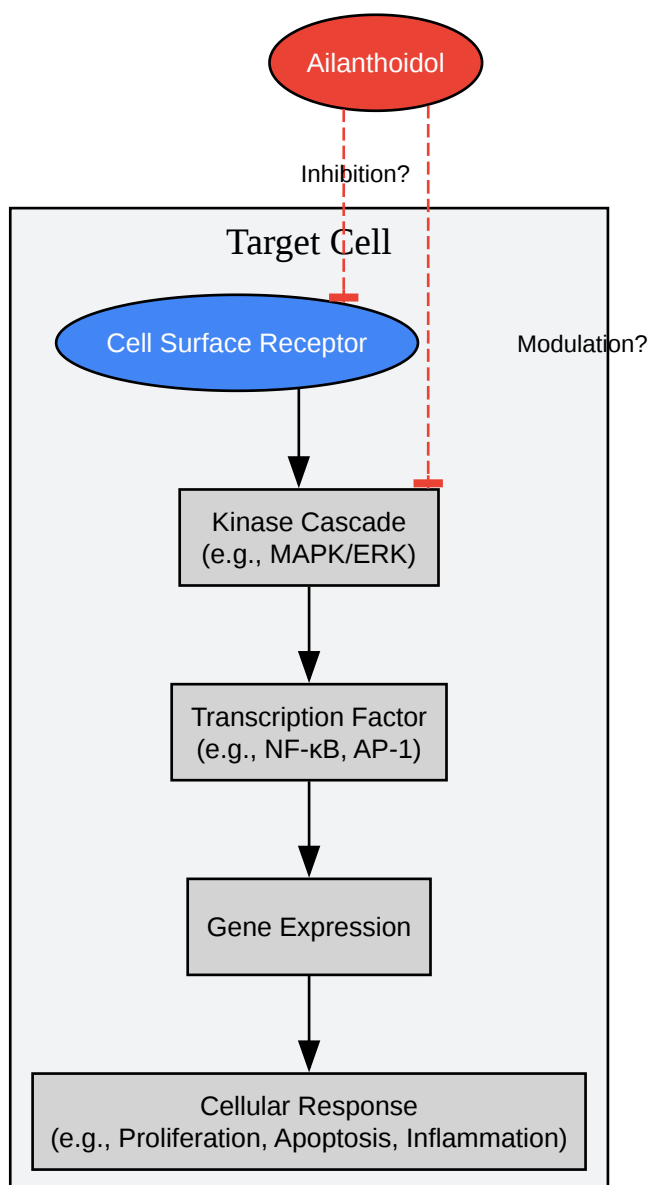 Ailanthoidol
Inhibition?
Target Cell
Cell Surface Receptor
Modulation?
Kinase Cascade
(e.g., MAPK/ERK)
Transcription Factor
(e.g., NF-κB, AP-1)
Gene Expression
Cellular Response
(e.g., Proliferation, Apoptosis, Inflammation)